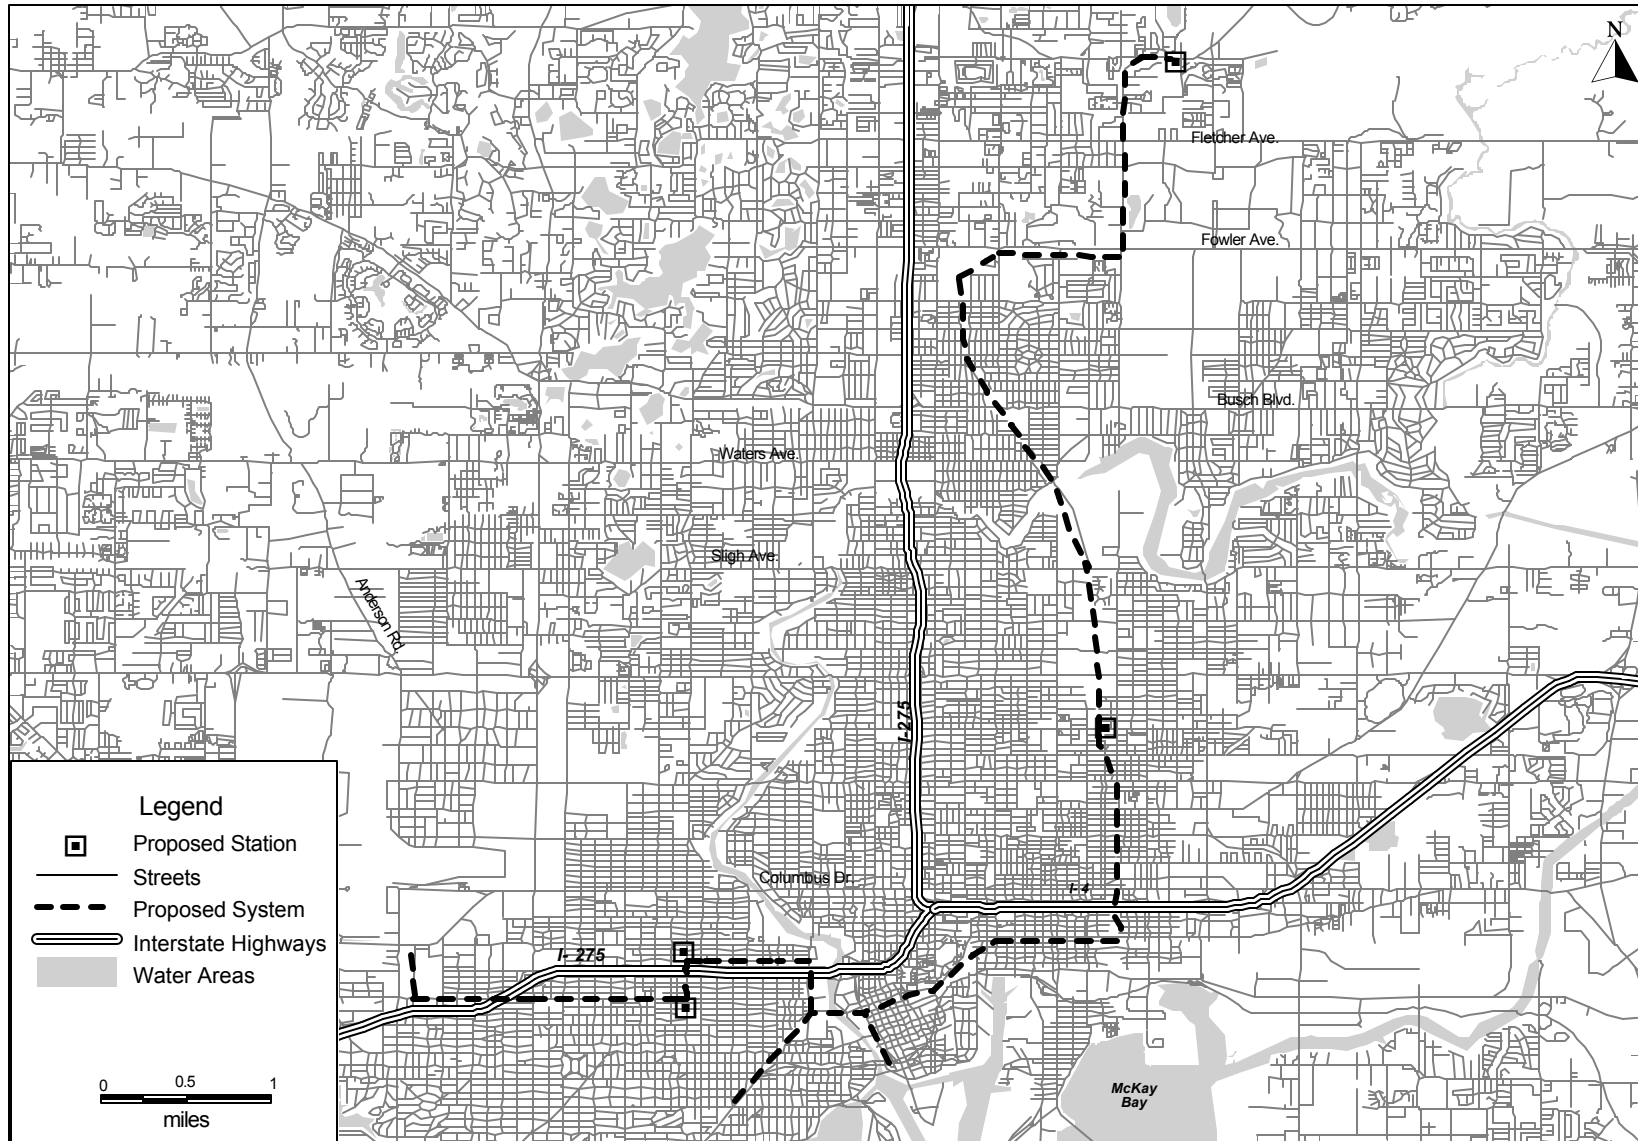 N
Fletcher Ave.
Fowler Ave.
Busch Blvd.
Waters Ave.
Sligh Ave.
Anderson Rd.
I-275
Columbus Dr.
I-4
I- 275
McKay
Bay
Legend
Proposed Station
Streets
Proposed System
Interstate Highways
Water Areas
0 0.5 1
miles